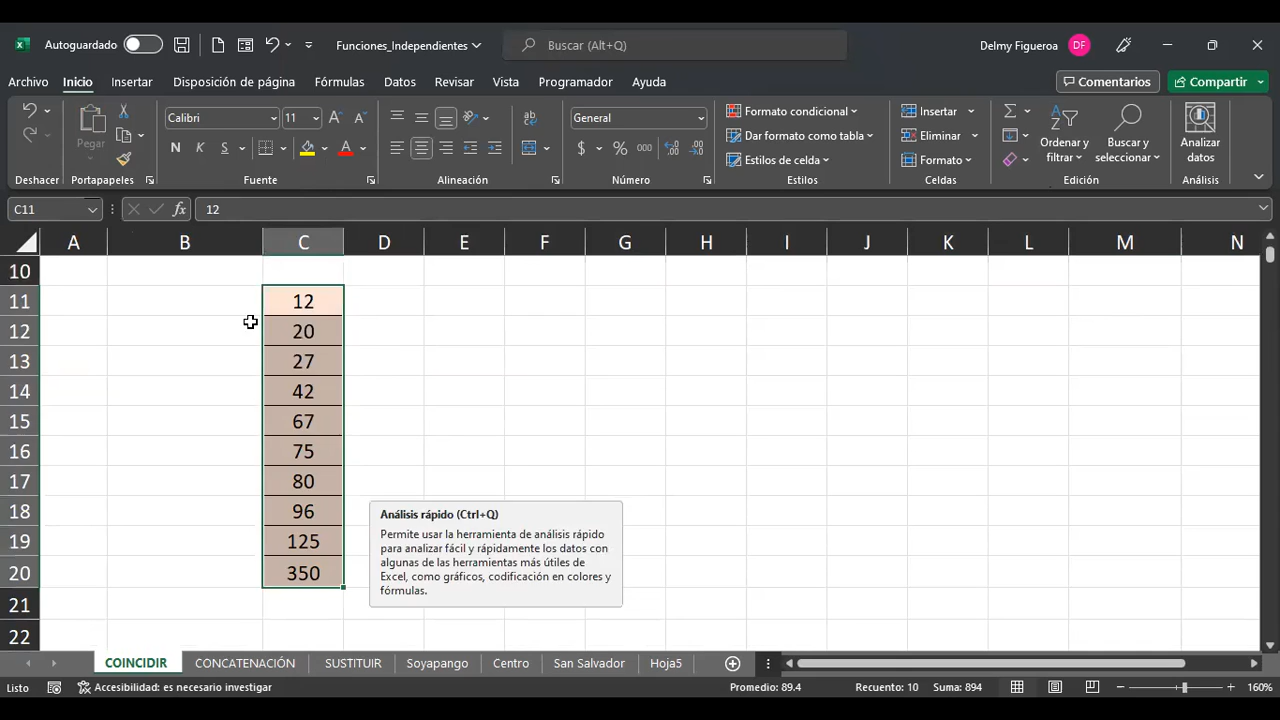 Autoguardado Funciones_Independientes Buscar (Alt+Q) Delmy Figueroa DF
Archivo Inicio Insertar Disposición de página Fórmulas Datos Revisar Vista Programador Ayuda Comentarios Compartir
Pegar
Calibri 11
N K S
General
$ % 000
Formato condicional
Dar formato como tabla
Estilos de celda
Insertar
Eliminar
Formato
Ordenar y filtrar
Buscar y seleccionar
Analizar datos
Deshacer Portapapeles Fuente Alineación Número Estilos Celdas Edición Análisis
C11 fx 12
A B C D E F G H I J K L M N
10
11 12
12 20
13 27
14 42
15 67
16 75
17 80
18 96
19 125
20 350
21
22
Análisis rápido (Ctrl+Q)
Permite usar la herramienta de análisis rápido
para analizar fácil y rápidamente los datos con
algunas de las herramientas más útiles de
Excel, como gráficos, codificación en colores y
fórmulas.
COINCIDIR CONCATENACIÓN SUSTITUIR Soyapango Centro San Salvador Hoja5
Listo Accesibilidad: es necesario investigar Promedio: 89.4 Recuento: 10 Suma: 894 160%